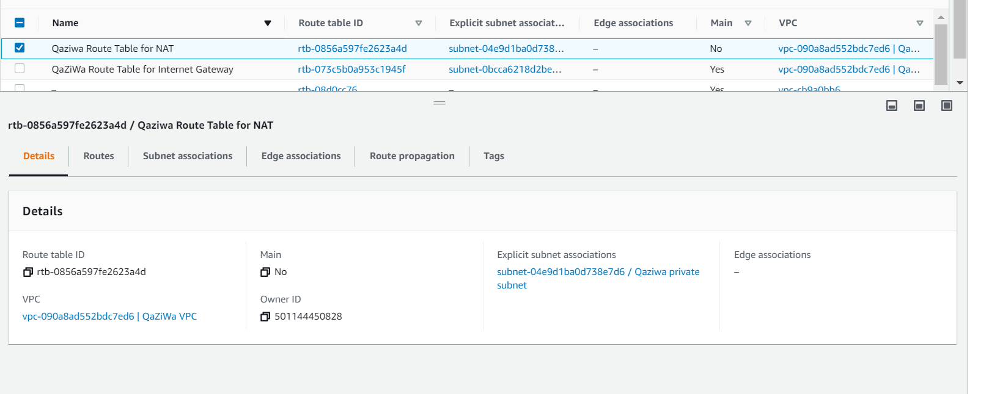 Name Route table ID Explicit subnet associat... Edge associations Main VPC
Qaziwa Route Table for NAT rtb-0856a597fe2623a4d subnet-04e9d1ba0d738... – No vpc-090a8ad552bdc7ed6 | Qa...
QaZiWa Route Table for Internet Gateway rtb-073c5b0a953c1945f subnet-0bcca6218d2be... – Yes vpc-090a8ad552bdc7ed6 | Qa...
– rtb-08d0cc76 – – Yes vpc-cb9a0bb6
rtb-0856a597fe2623a4d / Qaziwa Route Table for NAT
Details Routes Subnet associations Edge associations Route propagation Tags
Details
Route table ID Main Explicit subnet associations Edge associations
rtb-0856a597fe2623a4d No subnet-04e9d1ba0d738e7d6 / Qaziwa private –
subnet
VPC Owner ID
vpc-090a8ad552bdc7ed6 | QaZiWa VPC 501144450828